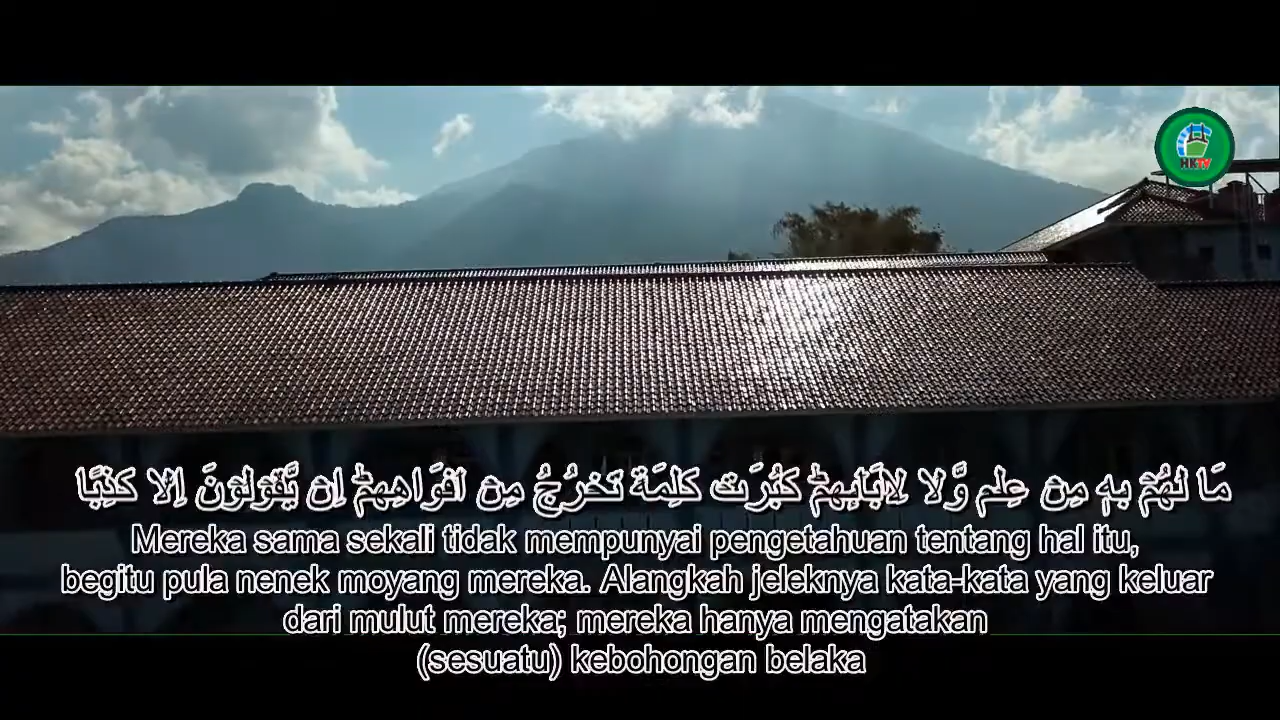 HKTV
مَا لَهُمْ بِهٖ مِنْ عِلْمٍ وَّلَا لِاٰبَاۤىِٕهِمْۗ كَبُرَتْ كَلِمَةً تَخْرُجُ مِنْ اَفْوَاهِهِمْۗ اِنْ يَّقُوْلُوْنَ اِلَّا كَذِبًا
Mereka sama sekali tidak mempunyai pengetahuan tentang hal itu,
begitu pula nenek moyang mereka. Alangkah jeleknya kata-kata yang keluar
dari mulut mereka; mereka hanya mengatakan
(sesuatu) kebohongan belaka